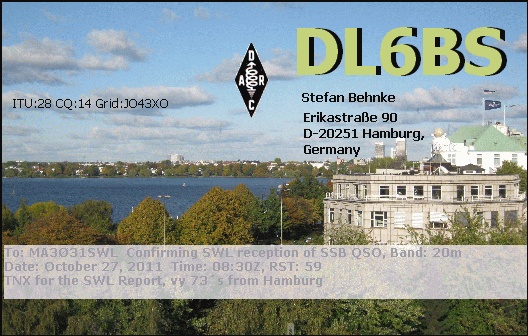 DL6BS
D
A R
C
ITU:28 CQ:14 Grid:JO43XO
Stefan Behnke
Erikastraße 90
D-20251 Hamburg,
Germany
To: MA3O31SWL Confirming SWL reception of SSB QSO, Band: 20m
Date: October 27, 2011 Time: 08:30Z, RST: 59
TNX for the SWL Report, vy 73´s from Hamburg